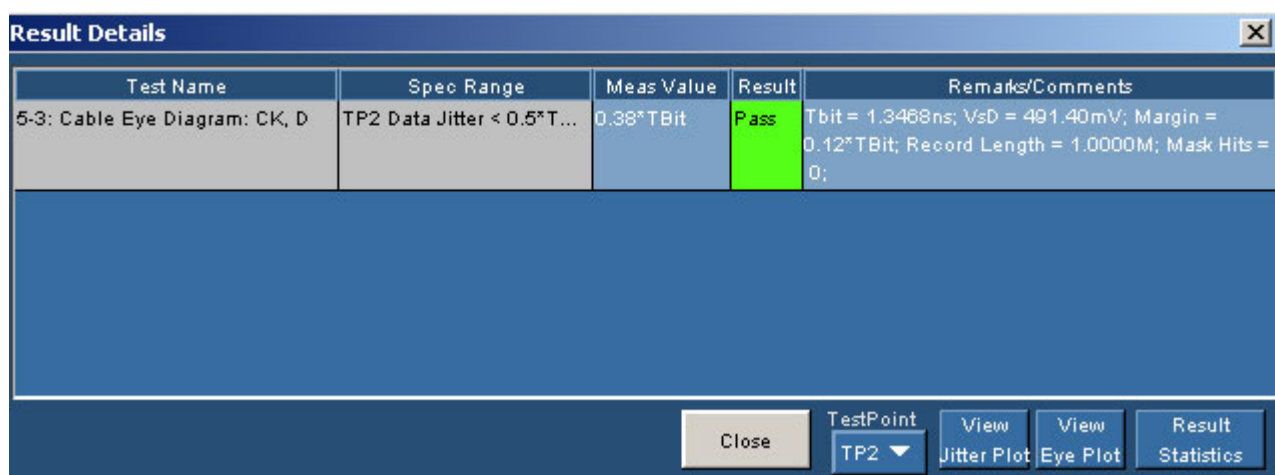 Result Details
Test Name Spec Range Meas Value Result Remarks/Comments
5-3: Cable Eye Diagram: CK, D TP2 Data Jitter < 0.5*T... 0.38*TBit Pass Tbit = 1.3468ns; VsD = 491.40mV; Margin =
0.12*TBit; Record Length = 1.0000M; Mask Hits =
0;
Close
TestPoint
TP2
View
Jitter Plot
View
Eye Plot
Result
Statistics